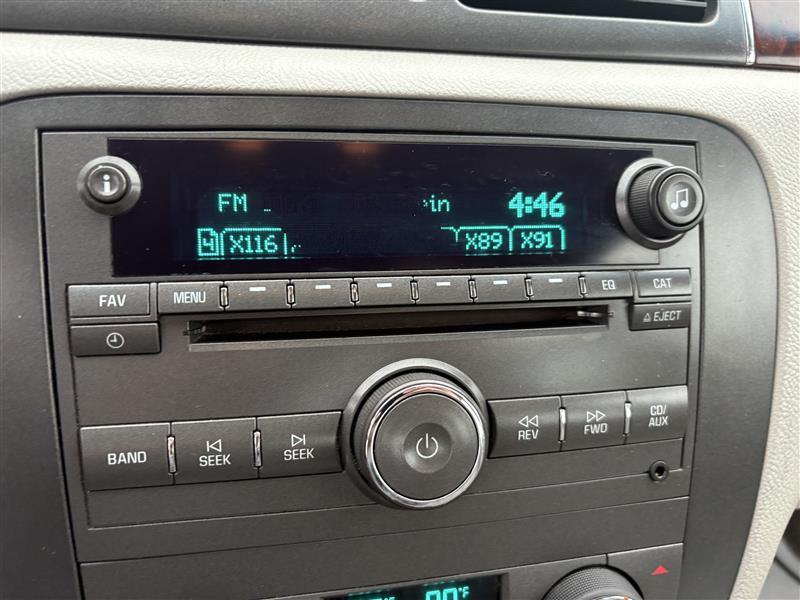 i
FM in 4:46
4 X116 X89 X91
FAV MENU EQ CAT
EJECT
BAND SEEK SEEK REV FWD CD/
AUX
°F